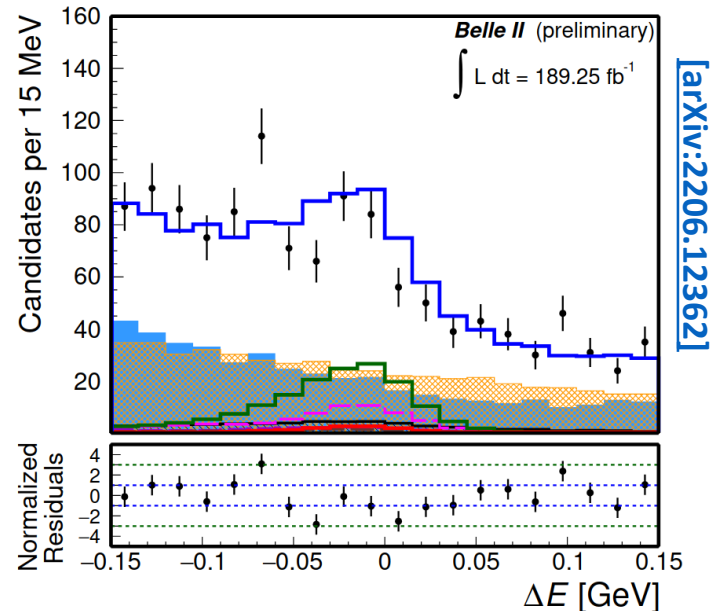 Belle II (preliminary)
∫ L dt = 189.25 fb⁻¹
Candidates per 15 MeV
160
140
120
100
80
60
40
20
[arXiv:2206.12362]
Normalized
Residuals
4
2
0
−2
−4
−0.15 −0.1 −0.05 0 0.05 0.1 0.15
ΔE [GeV]